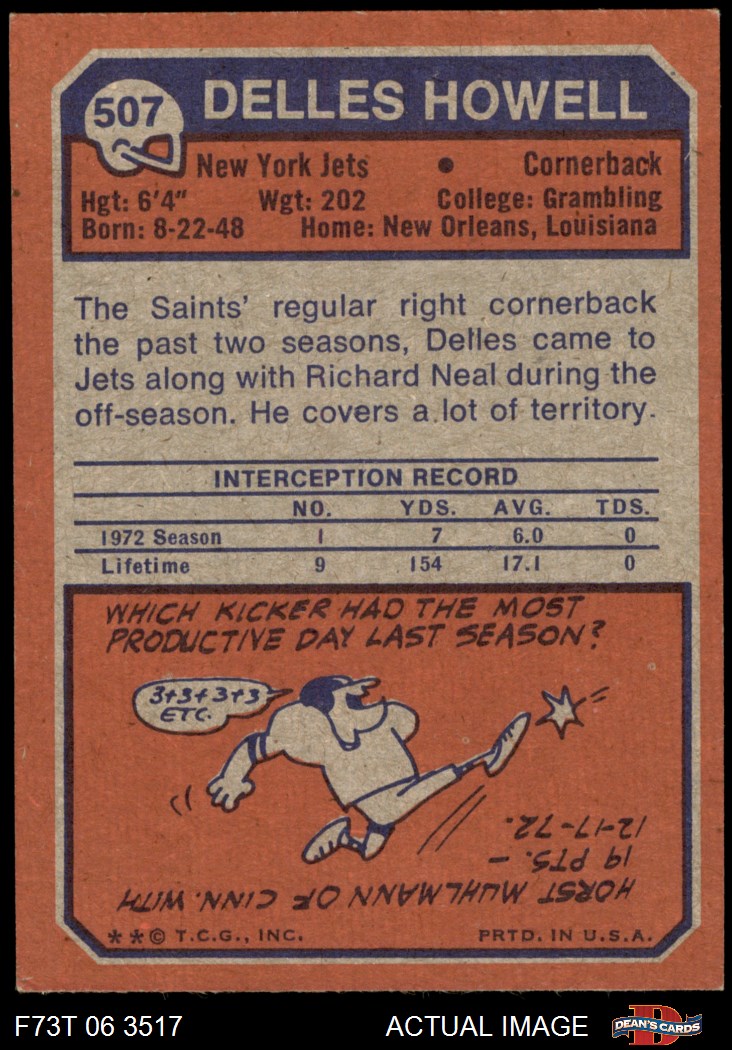 507 DELLES HOWELL
New York Jets • Cornerback
Hgt: 6'4" Wgt: 202 College: Grambling
Born: 8-22-48 Home: New Orleans, Louisiana
The Saints' regular right cornerback
the past two seasons, Delles came to
Jets along with Richard Neal during the
off-season. He covers a lot of territory.
INTERCEPTION RECORD
NO. YDS. AVG. TDS.
1972 Season 1 7 6.0 0
Lifetime 9 154 17.1 0
WHICH KICKER HAD THE MOST
PRODUCTIVE DAY LAST SEASON?
3+3+3+3
ETC.
HORST MUHLMANN OF CINN. WITH
19 PTS. –
12-17-72.
**© T.C.G., INC. PRTD. IN U.S.A.
F73T 06 3517 ACTUAL IMAGE D DEAN'S CARDS